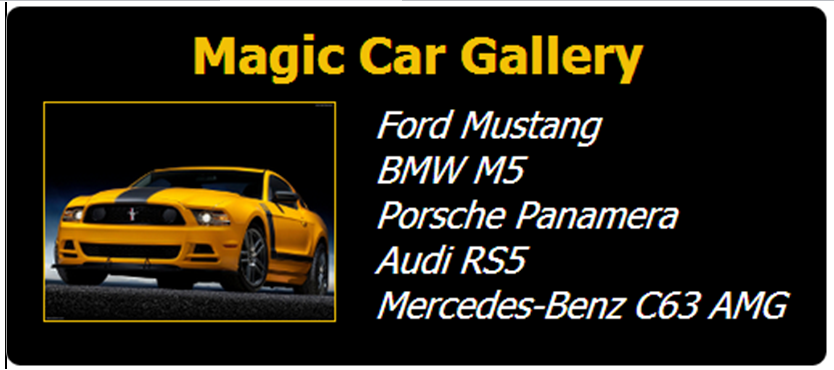 Magic Car Gallery
Ford Mustang
BMW M5
Porsche Panamera
Audi RS5
Mercedes-Benz C63 AMG